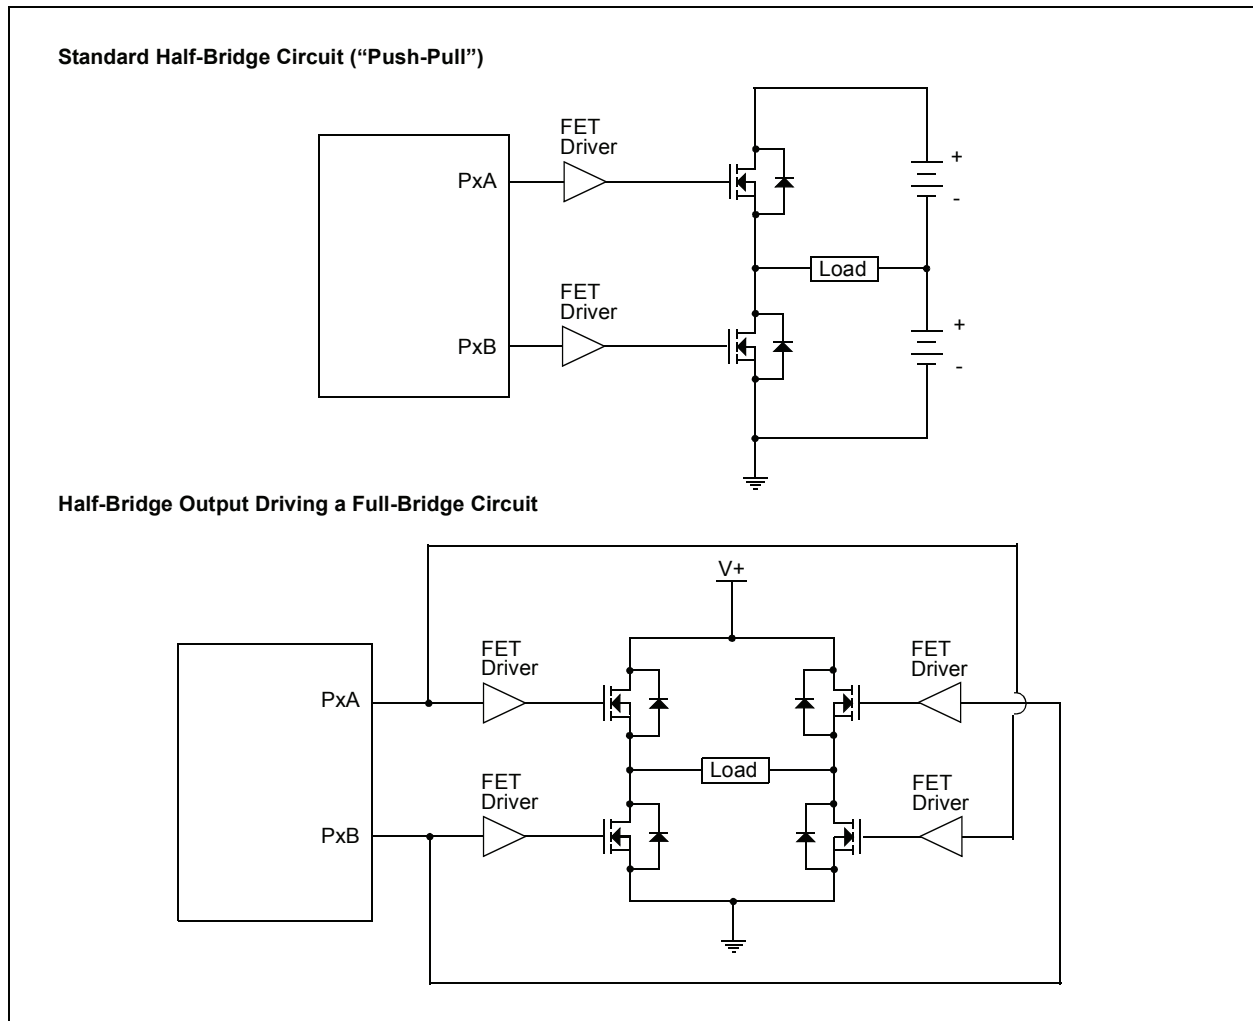 Standard Half-Bridge Circuit (“Push-Pull”)
FET
Driver
PxA
+
-
Load
FET
Driver
PxB
+
-
Half-Bridge Output Driving a Full-Bridge Circuit
V+
FET
Driver
FET
Driver
PxA
Load
FET
Driver
FET
Driver
PxB